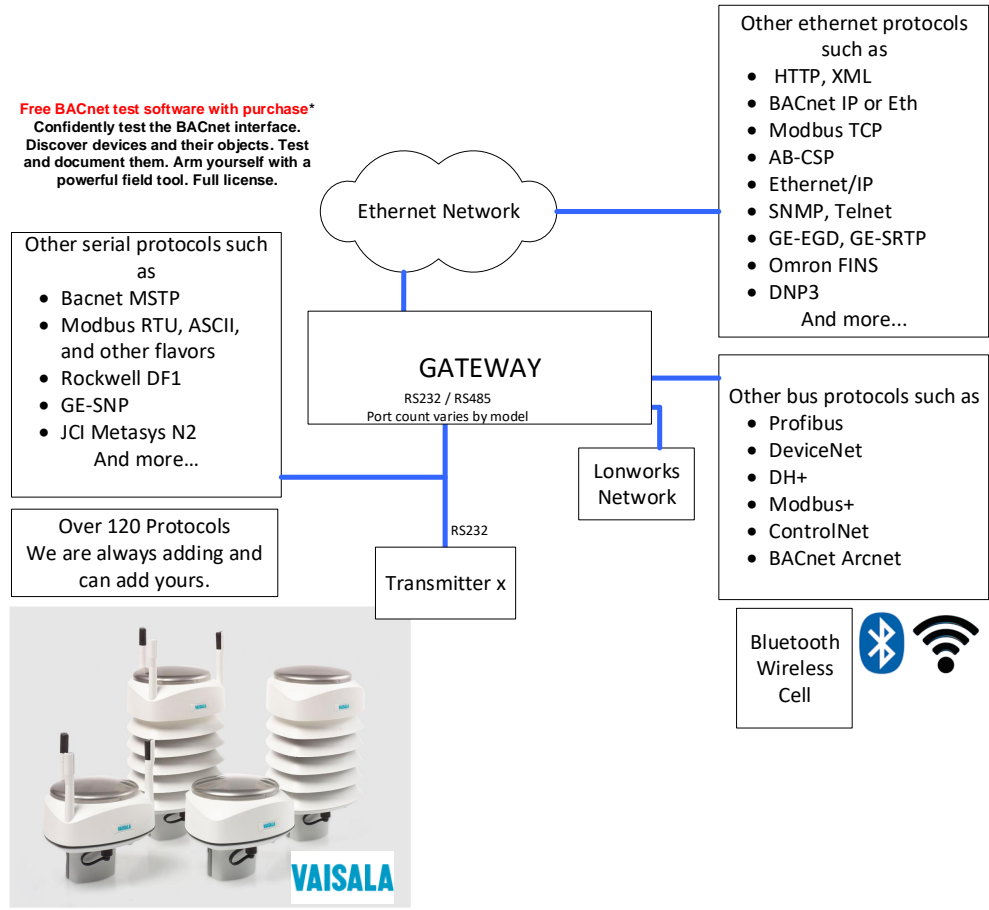 Free BACnet test software with purchase*
Confidently test the BACnet interface.
Discover devices and their objects. Test
and document them. Arm yourself with a
powerful field tool. Full license.
Ethernet Network
Other ethernet protocols
such as
• HTTP, XML
• BACnet IP or Eth
• Modbus TCP
• AB-CSP
• Ethernet/IP
• SNMP, Telnet
• GE-EGD, GE-SRTP
• Omron FINS
• DNP3
And more...
Other serial protocols such
as
• Bacnet MSTP
• Modbus RTU, ASCII,
and other flavors
• Rockwell DF1
• GE-SNP
• JCI Metasys N2
And more...
GATEWAY
RS232 / RS485
Port count varies by model
Lonworks
Network
Other bus protocols such as
• Profibus
• DeviceNet
• DH+
• Modbus+
• ControlNet
• BACnet Arcnet
Over 120 Protocols
We are always adding and
can add yours.
RS232
Transmitter x
Bluetooth
Wireless
Cell
VAISALA
VAISALA
VAISALA
VAISALA
VAISALA